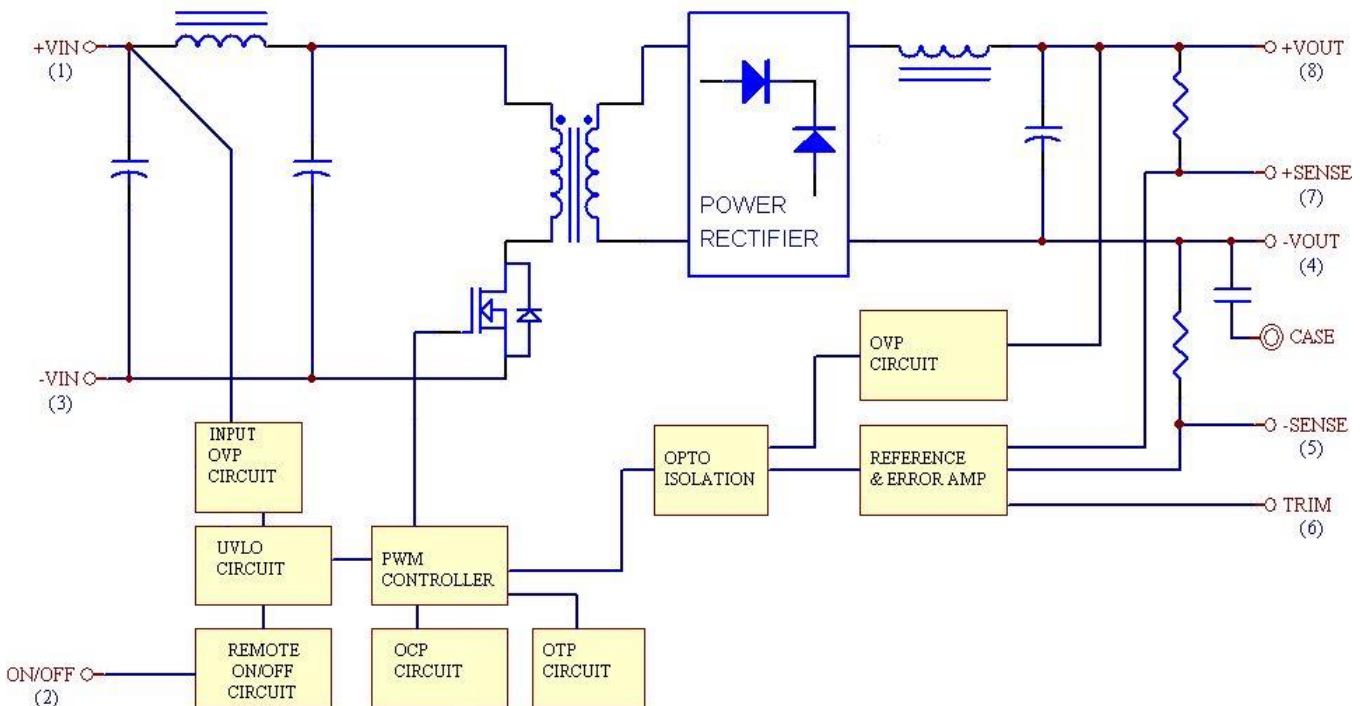 +VIN
(1)
+VOUT
(8)
+SENSE
(7)
POWER
RECTIFIER
-VOUT
(4)
OVP
CIRCUIT
CASE
-VIN
(3)
INPUT
OVP
CIRCUIT
OPTO
ISOLATION
REFERENCE
& ERROR AMP
-SENSE
(5)
TRIM
(6)
UVLO
CIRCUIT
PWM
CONTROLLER
REMOTE
ON/OFF
CIRCUIT
OCP
CIRCUIT
OTP
CIRCUIT
ON/OFF
(2)